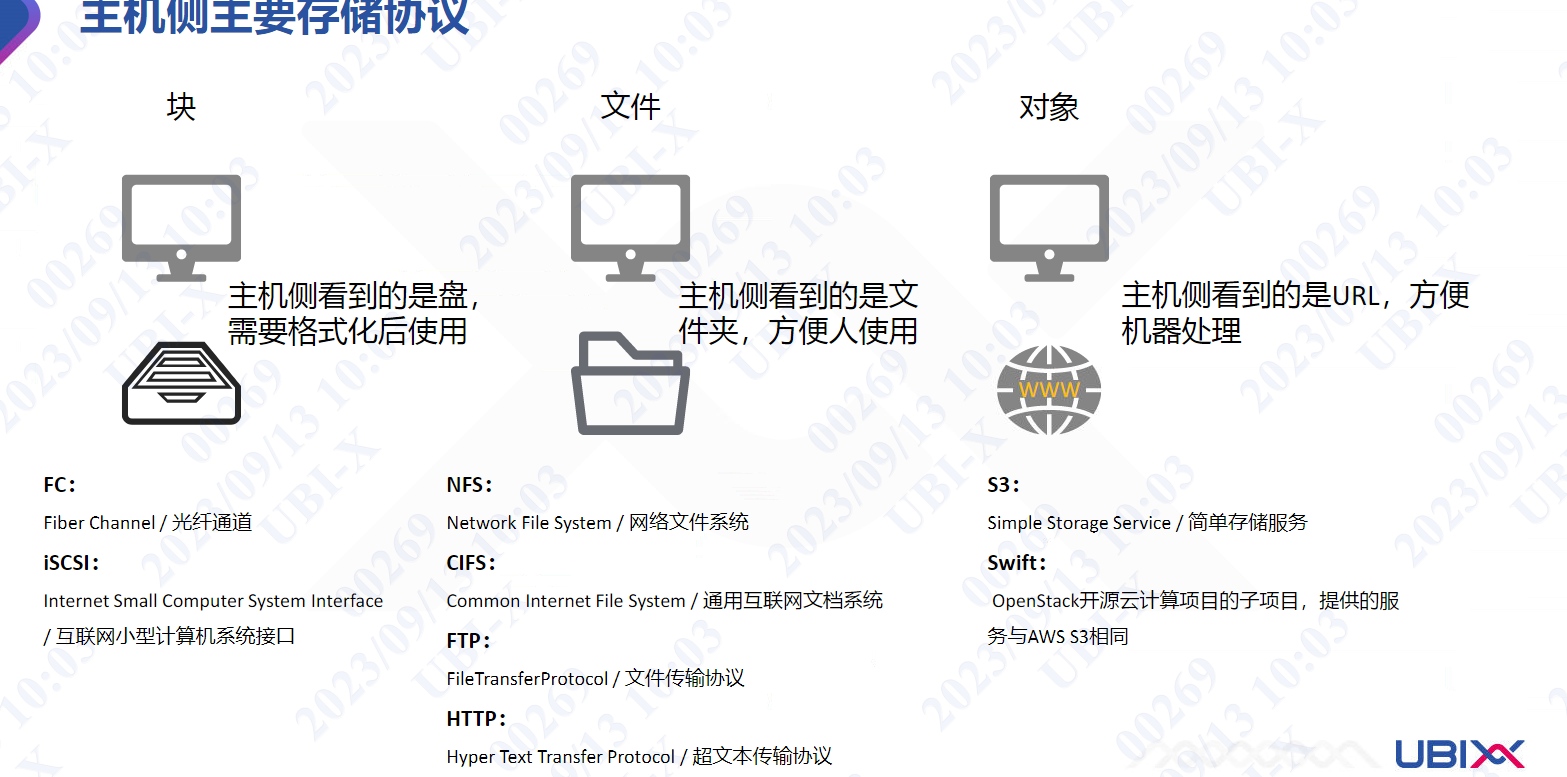 主机侧主要存储协议
块
文件
对象
主机侧看到的是盘，
需要格式化后使用
主机侧看到的是文
件夹，方便人使用
主机侧看到的是URL，方便
机器处理
WWW
FC：
Fiber Channel / 光纤通道
iSCSI：
Internet Small Computer System Interface
/ 互联网小型计算机系统接口
NFS：
Network File System / 网络文件系统
CIFS：
Common Internet File System / 通用互联网文档系统
FTP：
FileTransferProtocol / 文件传输协议
HTTP：
Hyper Text Transfer Protocol / 超文本传输协议
S3：
Simple Storage Service / 简单存储服务
Swift：
OpenStack开源云计算项目的子项目，提供的服
务与AWS S3相同
UBIX
00269
2023/09/13 10:03
UBI-X